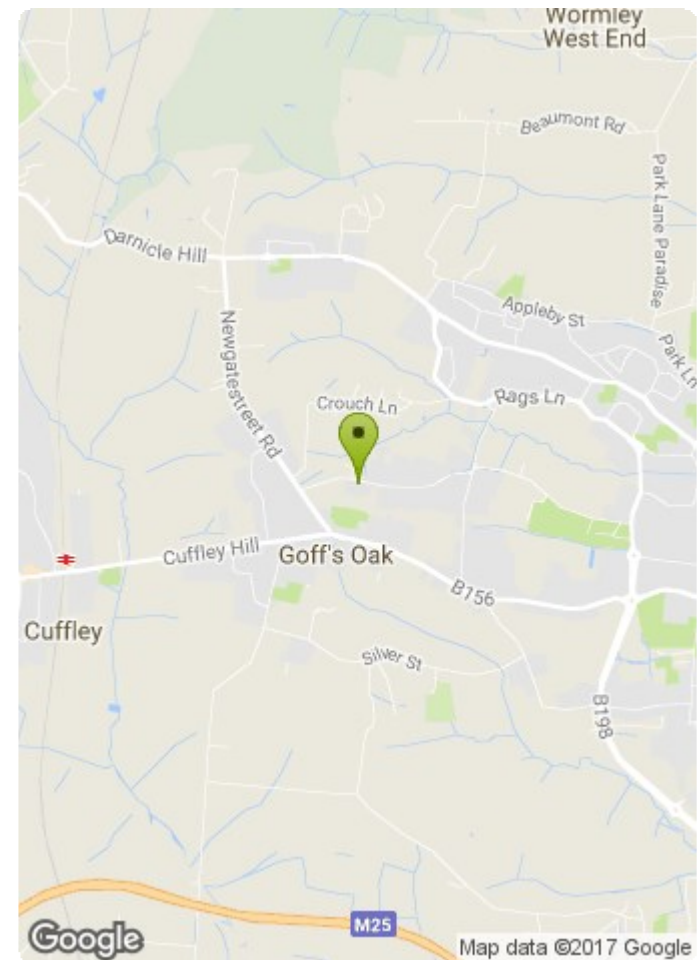 Wormley
West End
Beaumont Rd
Park Lane Paradise
Darnicle Hill
Appleby St
Newgatestreet Rd
Park Ln
Crouch Ln
Rags Ln
Cuffley Hill
Goff's Oak
B156
Cuffley
Silver St
B198
M25
Google
Map data ©2017 Google